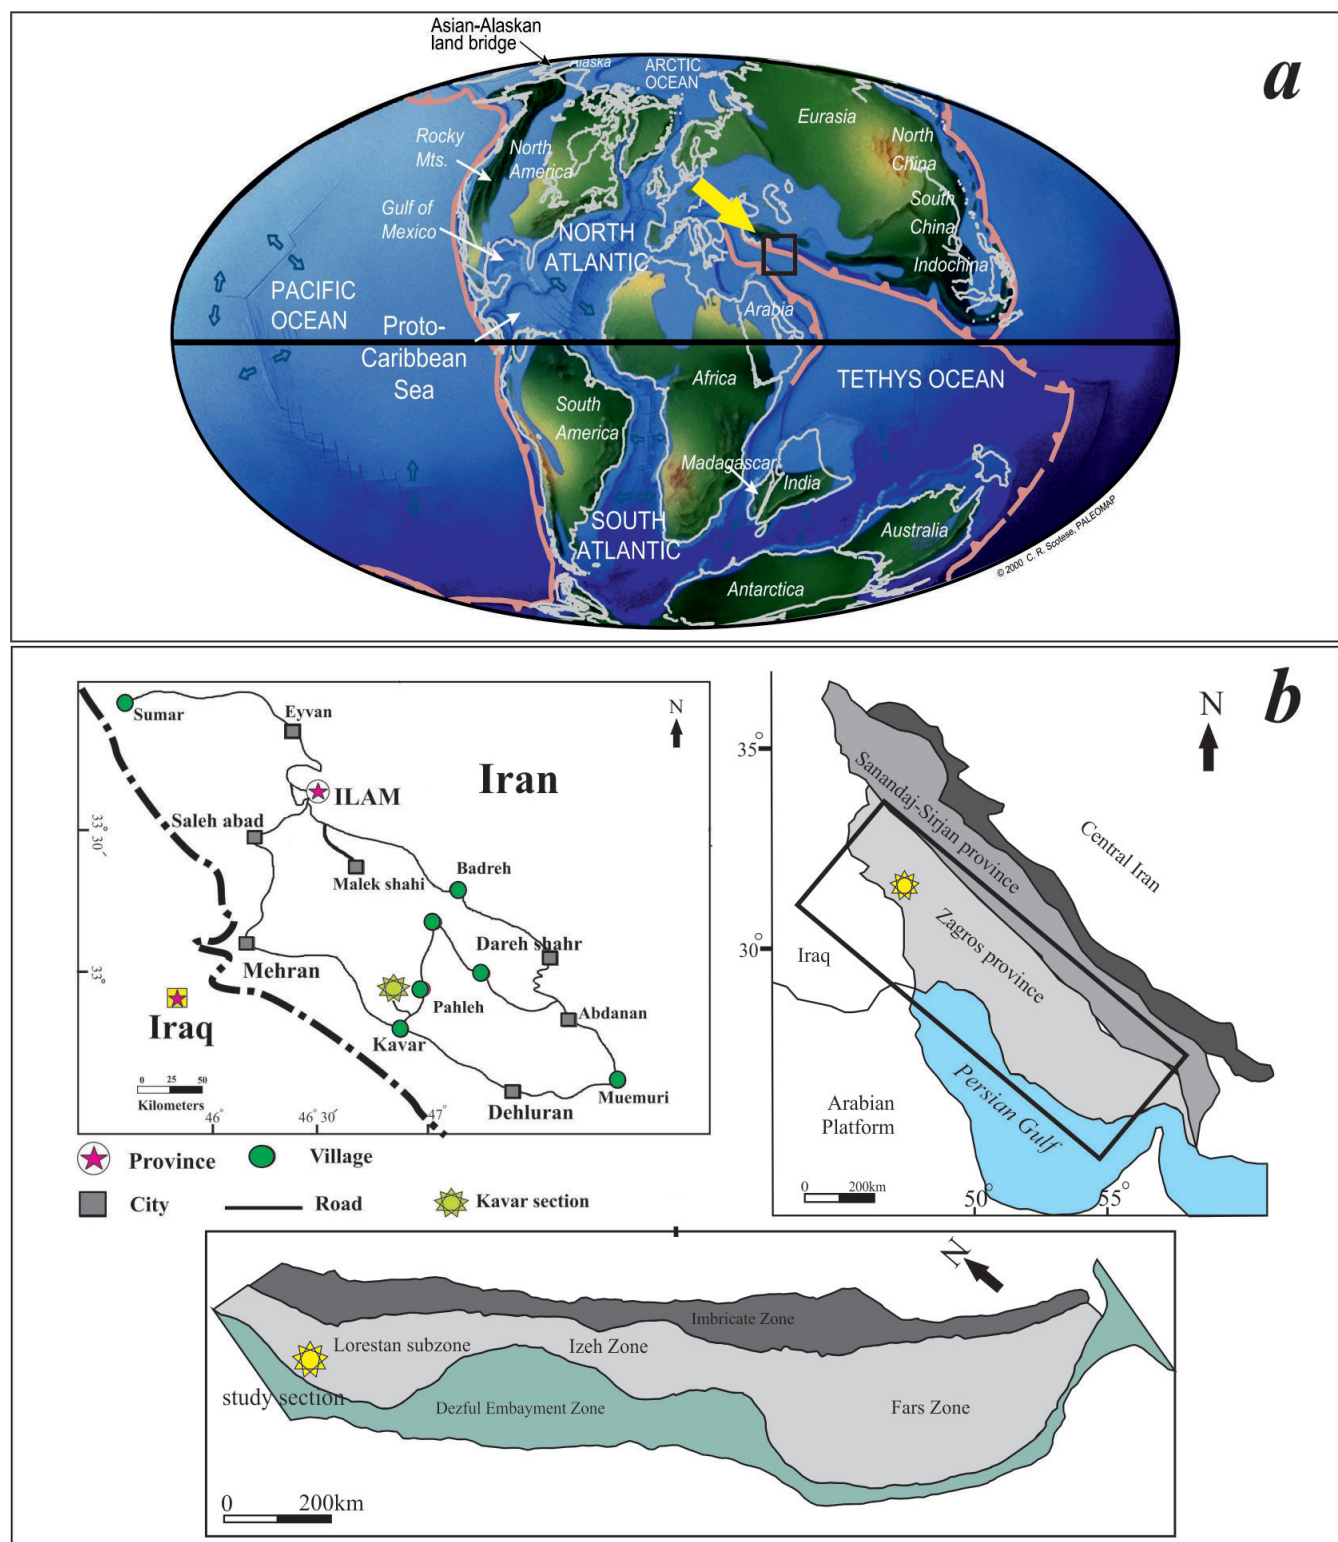 a
Asian-Alaskan
land bridge
Alaska
ARCTIC
OCEAN
Eurasia
Rocky
Mts.
North
America
North
China
Gulf of
Mexico
South
China
NORTH
ATLANTIC
Indochina
PACIFIC
OCEAN
Arabia
Proto-
Caribbean
Sea
Africa
TETHYS OCEAN
South
America
Madagascar
India
SOUTH
ATLANTIC
Australia
Antarctica
© 2000 C. R. Scotese, PALEOMAP
b
Sumar
Eyvan
N
Iran
ILAM
Saleh abad
33° 30'
Malek shahi
Badreh
Dareh shahr
Mehran
33°
Pahleh
Iraq
Abdanan
Kavar
0 25 50
Kilometers
Dehluran
Muemuri
46°
46° 30'
47°
Province
Village
City
Road
Kavar section
N
35°
Sanandaj-Sirjan province
Central Iran
Zagros province
30°
Iraq
Persian Gulf
Arabian
Platform
0 200km
50°
55°
N
Imbricate Zone
Lorestan subzone
Izeh Zone
study section
Dezful Embayment Zone
Fars Zone
0 200km